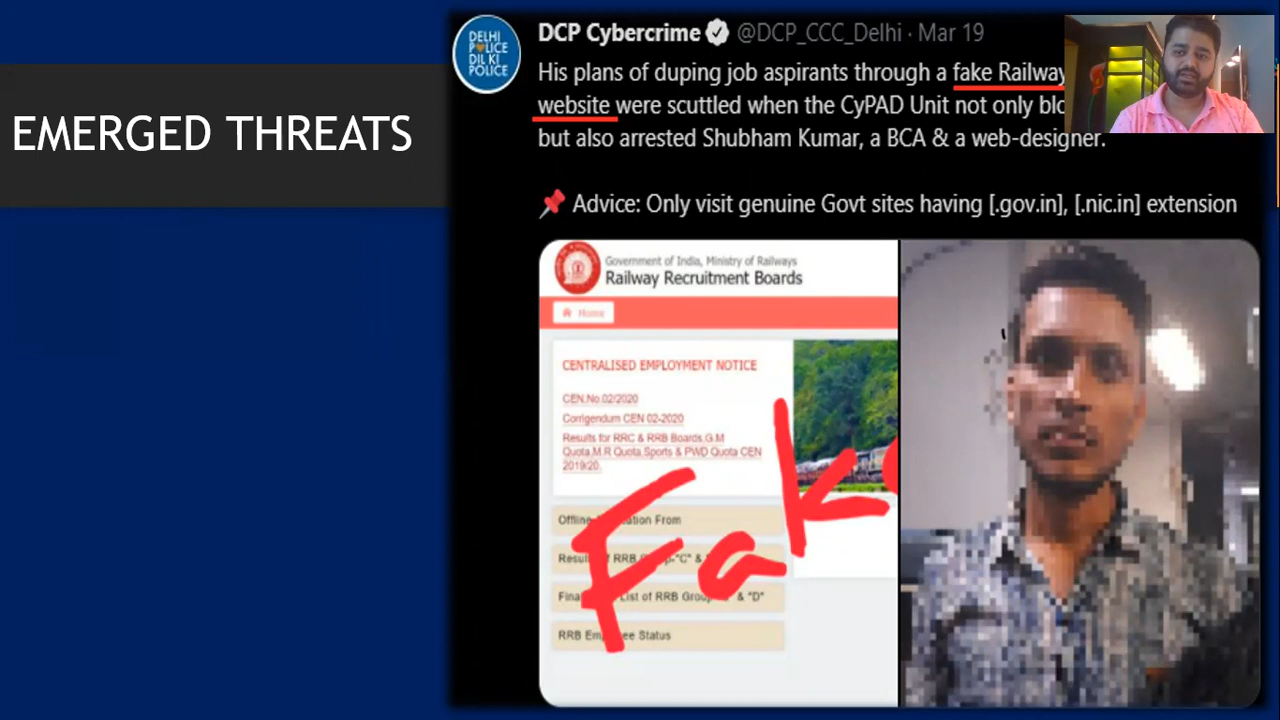 EMERGED THREATS
DELHI
POLICE
DIL KI
POLICE
DCP Cybercrime @DCP_CCC_Delhi · Mar 19
His plans of duping job aspirants through a fake Railway
website were scuttled when the CyPAD Unit not only blo
but also arrested Shubham Kumar, a BCA & a web-designer.
📌 Advice: Only visit genuine Govt sites having [.gov.in], [.nic.in] extension
Government of India, Ministry of Railways
Railway Recruitment Boards
Home
CENTRALISED EMPLOYMENT NOTICE
CEN.No.02/2020
Corrigendum CEN 02-2020
Results for RRC & RRB Boards,G.M
Quota,M.R Quota,Sports & PWD Quota CEN
2019/20.
Fake
Offline From
RRB "C" &
List of RRB & "D"
RRB Status